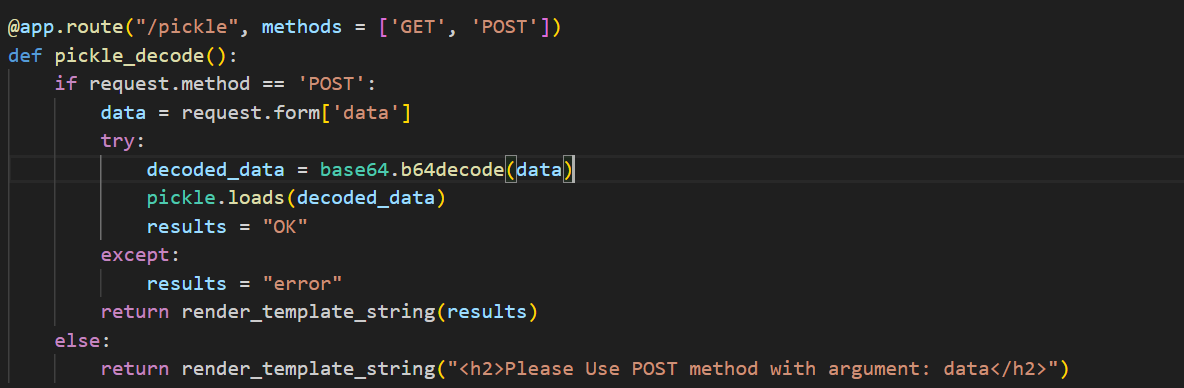 @app.route("/pickle", methods = ['GET', 'POST'])
def pickle_decode():
    if request.method == 'POST':
        data = request.form['data']
        try:
            decoded_data = base64.b64decode(data)
            pickle.loads(decoded_data)
            results = "OK"
        except:
            results = "error"
        return render_template_string(results)
    else:
        return render_template_string("<h2>Please Use POST method with argument: data</h2>")